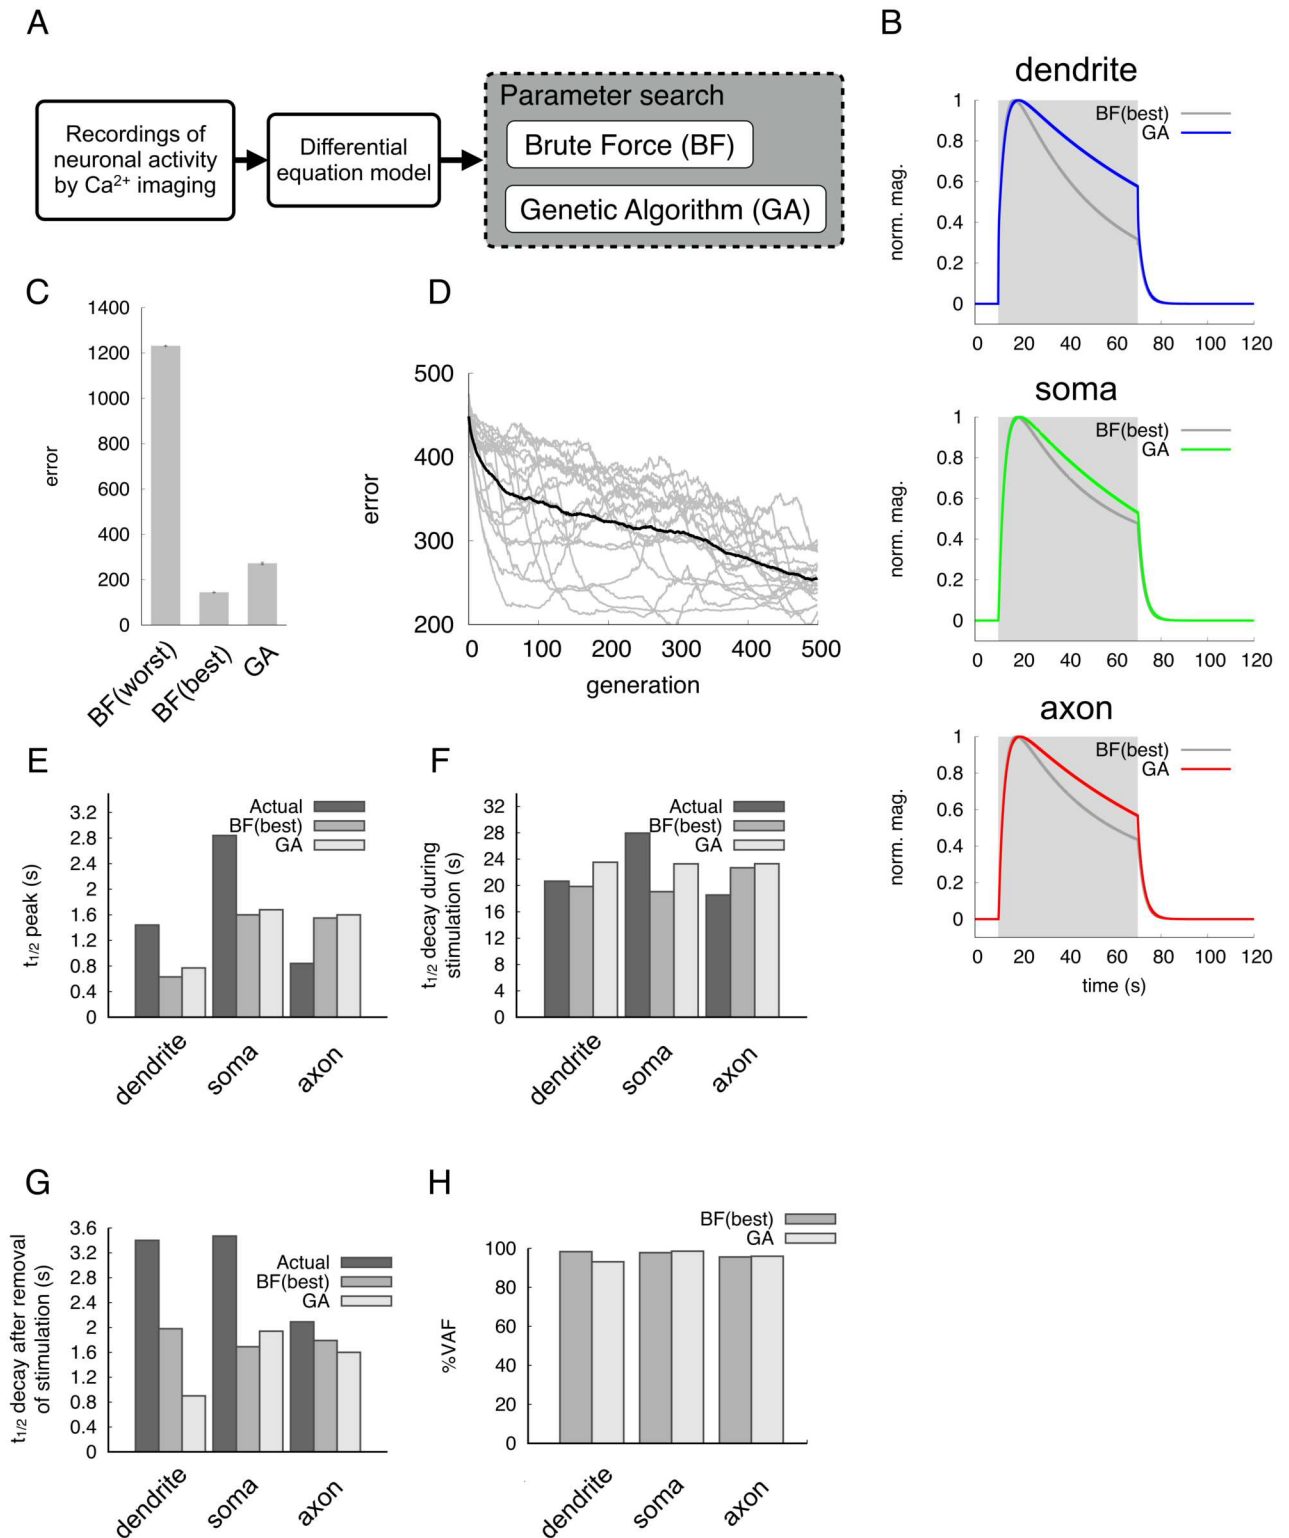 A
Recordings of
neuronal activity
by Ca²⁺ imaging
Differential
equation model
Parameter search
Brute Force (BF)
Genetic Algorithm (GA)
B
dendrite
BF(best)
GA
norm. mag.
1
0.8
0.6
0.4
0.2
0
0 20 40 60 80 100 120
soma
BF(best)
GA
norm. mag.
1
0.8
0.6
0.4
0.2
0
0 20 40 60 80 100 120
axon
BF(best)
GA
norm. mag.
1
0.8
0.6
0.4
0.2
0
0 20 40 60 80 100 120
time (s)
C
error
1400
1200
1000
800
600
400
200
0
BF(worst)
BF(best)
GA
D
error
500
400
300
200
0 100 200 300 400 500
generation
E
t1/2 peak (s)
3.2
2.8
2.4
2
1.6
1.2
0.8
0.4
0
Actual
BF(best)
GA
dendrite
soma
axon
F
t1/2 decay during
stimulation (s)
32
28
24
20
16
12
8
4
0
Actual
BF(best)
GA
dendrite
soma
axon
G
t1/2 decay after removal
of stimulation (s)
3.6
3.2
2.8
2.4
2
1.6
1.2
0.8
0.4
0
Actual
BF(best)
GA
dendrite
soma
axon
H
%VAF
100
80
60
40
20
0
BF(best)
GA
dendrite
soma
axon